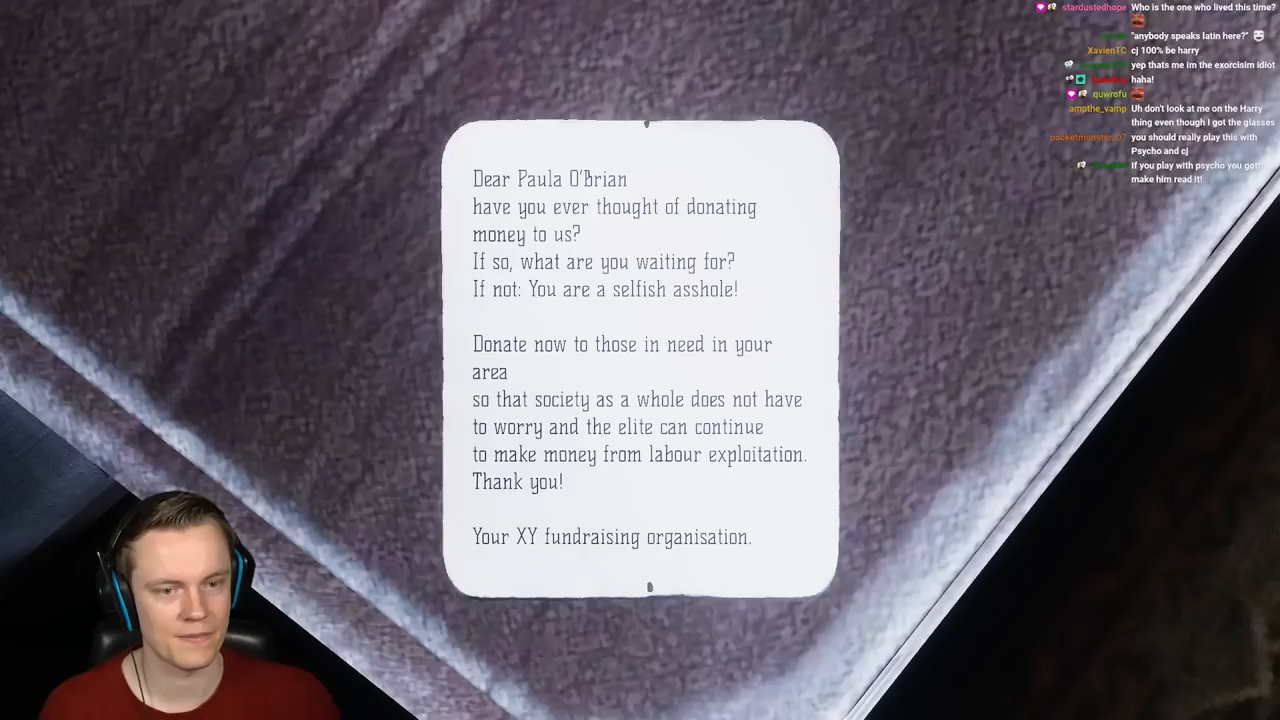 Dear Paula O'Brian
have you ever thought of donating
money to us?
If so, what are you waiting for?
If not: You are a selfish asshole!
Donate now to those in need in your
area
so that society as a whole does not have
to worry and the elite can continue
to make money from labour exploitation.
Thank you!
Your XY fundraising organisation.
stardustedhope Who is the one who lived this time?
"anybody speaks latin here?"
XavienTC cj 100% be harry
yep thats me im the exorcisim idiot
haha!
quwrofu
ampthe_vamp Uh don't look at me on the Harry
thing even though I got the glasses
you should really play this with
Psycho and cj
If you play with psycho you gott
make him read it!